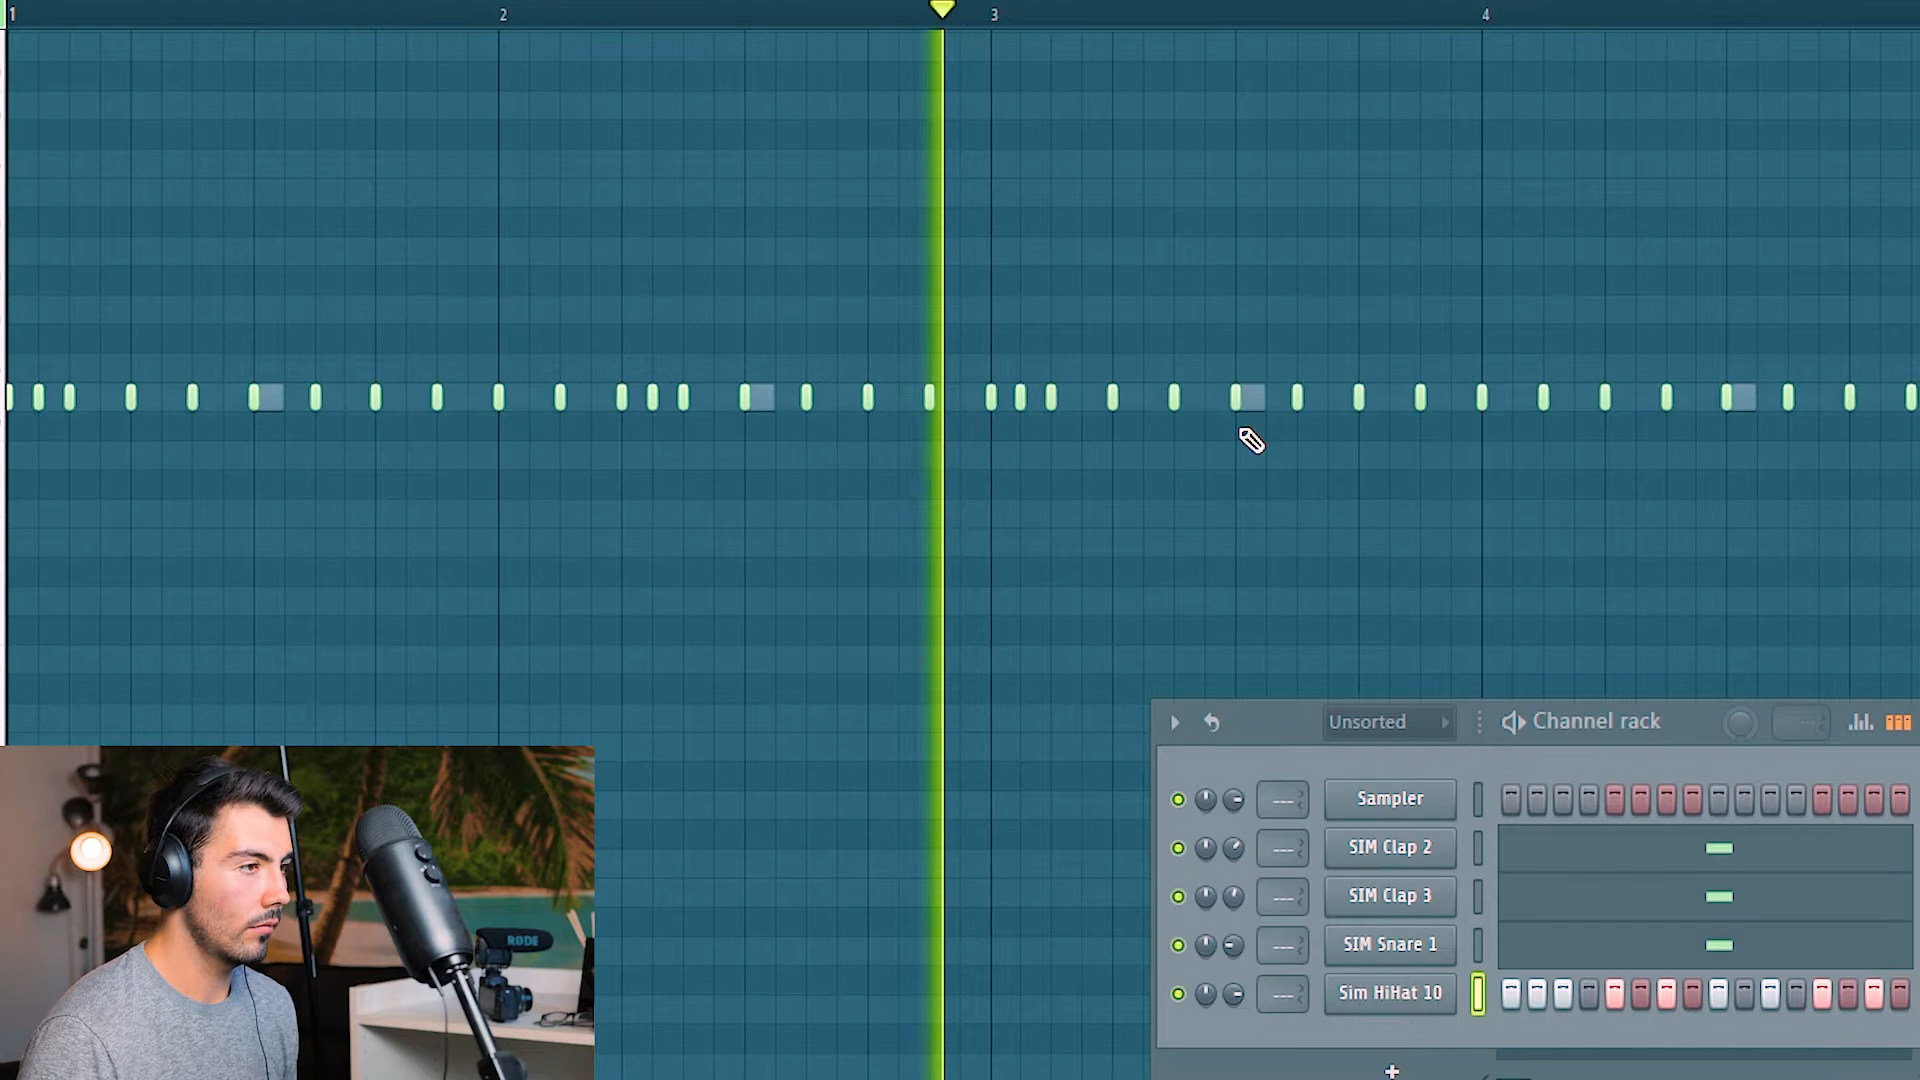 1 2 3 4
Unsorted Channel rack
Sampler
SIM Clap 2
SIM Clap 3
SIM Snare 1
Sim HiHat 10
RØDE